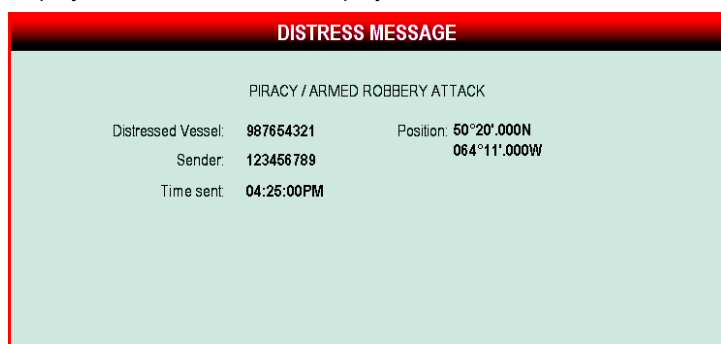 DISTRESS MESSAGE
PIRACY / ARMED ROBBERY ATTACK
Distressed Vessel: 987654321 Position: 50°20'.000N
064°11'.000W
Sender: 123456789
Time sent: 04:25:00PM